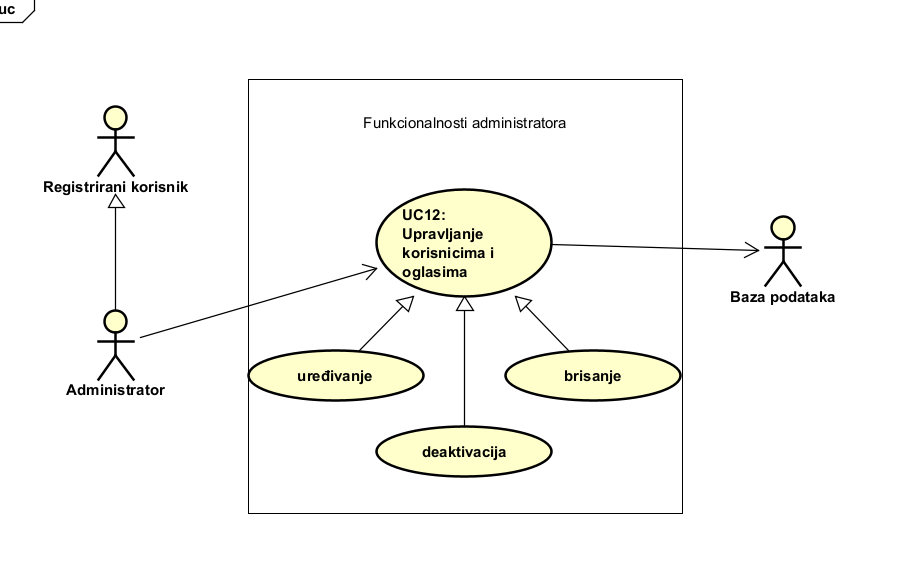 uc
Funkcionalnosti administratora
Registrirani korisnik
UC12:
Upravljanje
korisnicima i
oglasima
Baza podataka
Administrator
uređivanje
brisanje
deaktivacija